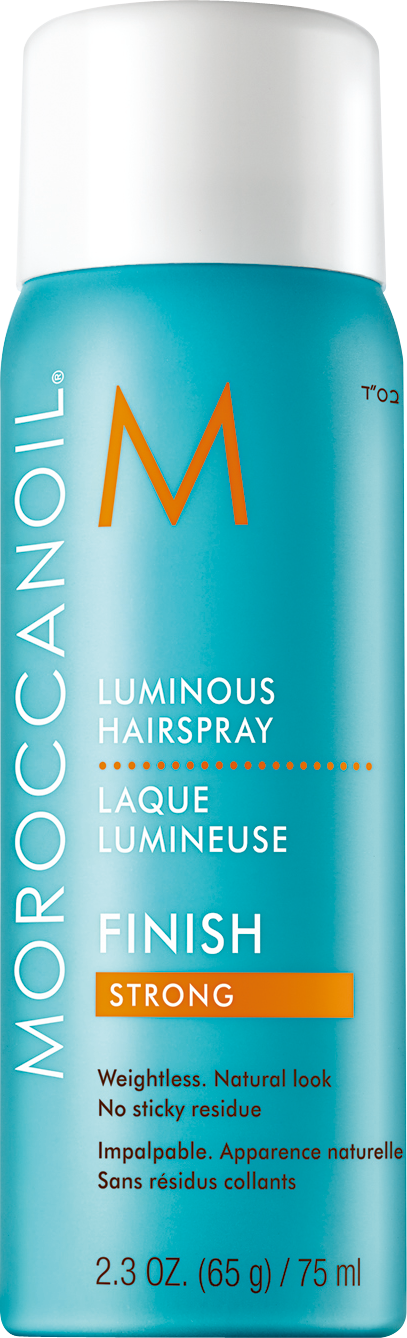 MOROCCANOIL®
M
בס"ד
LUMINOUS
HAIRSPRAY
LAQUE
LUMINEUSE
FINISH
STRONG
Weightless. Natural look
No sticky residue
Impalpable. Apparence naturelle
Sans résidus collants
2.3 OZ. (65 g) / 75 ml